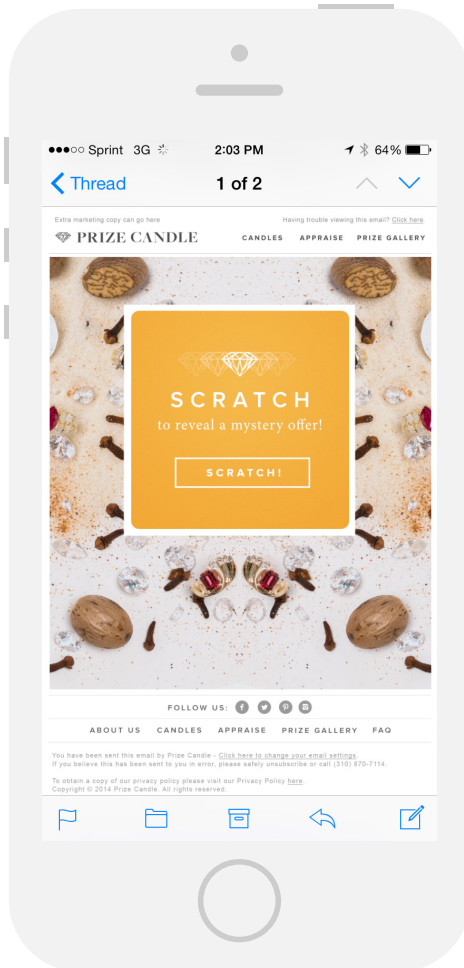 Sprint 3G 2:03 PM 64%
Thread 1 of 2
Extra marketing copy can go here Having trouble viewing this email? Click here.
PRIZE CANDLE CANDLES APPRAISE PRIZE GALLERY
SCRATCH
to reveal a mystery offer!
SCRATCH!
FOLLOW US:
ABOUT US CANDLES APPRAISE PRIZE GALLERY FAQ
You have been sent this email by Prize Candle - Click here to change your email settings.
If you believe this has been sent to you in error, please safely unsubscribe or call (310) 870-7114.
To obtain a copy of our privacy policy please visit our Privacy Policy here.
Copyright © 2014 Prize Candle. All rights reserved.